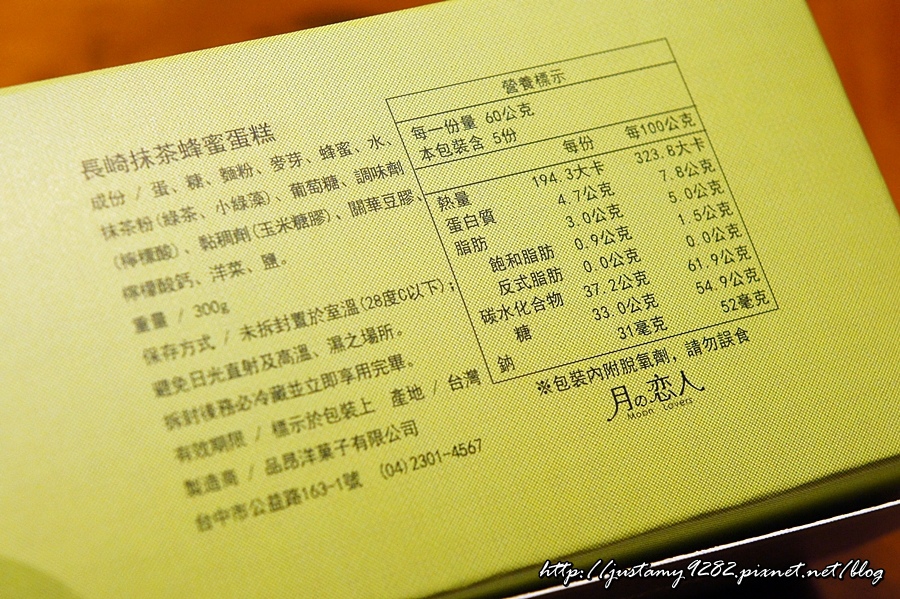 長崎抹茶蜂蜜蛋糕
成份 / 蛋、糖、麵粉、麥芽、蜂蜜、水、
抹茶粉(綠茶、小綠藻)、葡萄糖、調味劑
(檸檬酸)、黏稠劑(玉米糖膠)、關華豆膠、
檸檬酸鈣、洋菜、鹽。
重量 / 300g
保存方式 / 未拆封置於室溫(28度C以下);
避免日光直射及高溫、濕之場所。
拆封後務必冷藏並立即享用完畢。
有效期限 / 標示於包裝上 產地 / 台灣
製造商 / 品昂洋菓子有限公司
台中市公益路163-1號 (04)2301-4567
營養標示
每一份量 60公克
本包裝含 5份
每份 每100公克
熱量 194.3大卡 323.8大卡
蛋白質 4.7公克 7.8公克
脂肪 3.0公克 5.0公克
飽和脂肪 0.9公克 1.5公克
反式脂肪 0.0公克 0.0公克
碳水化合物 37.2公克 61.9公克
糖 33.0公克 54.9公克
鈉 31毫克 52毫克
※包裝內附脫氧劑，請勿誤食
月の恋人
Moon Lovers
http://justamy9282.pixnet.net/blog